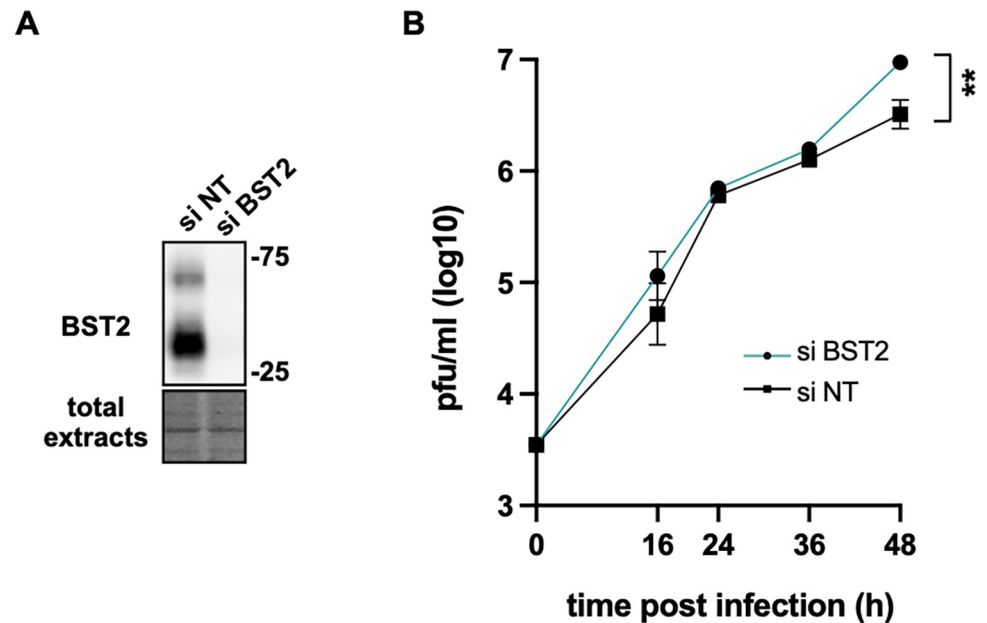 A
B
si NT
si BST2
-75
BST2
-25
total
extracts
pfu/ml (log10)
7
6
5
4
3
**
si BST2
si NT
0 16 24 36 48
time post infection (h)